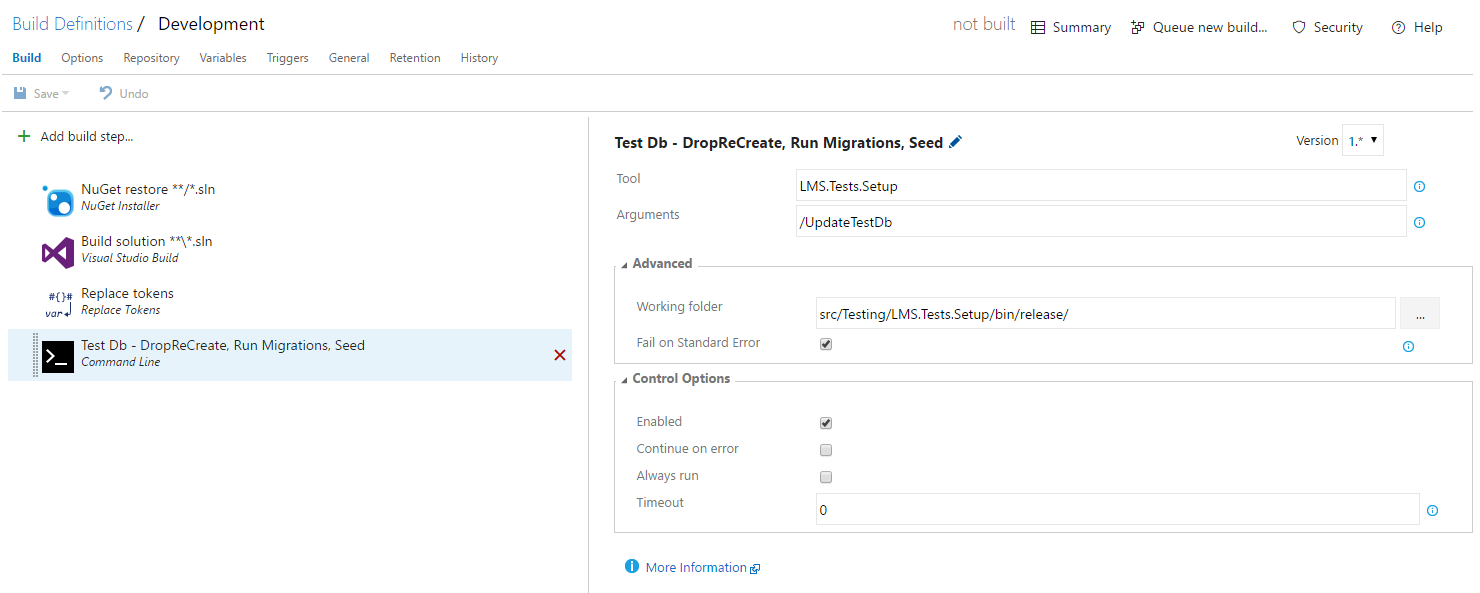 Build Definitions / Development
not built Summary Queue new build... Security Help
Build Options Repository Variables Triggers General Retention History
Save Undo
Add build step...
NuGet restore **/*.sln
NuGet Installer
Build solution **\*.sln
Visual Studio Build
#{}#
var
Replace tokens
Replace Tokens
>_
Test Db - DropReCreate, Run Migrations, Seed
Command Line
Test Db - DropReCreate, Run Migrations, Seed
Version 1.*
Tool LMS.Tests.Setup
Arguments /UpdateTestDb
Advanced
Working folder src/Testing/LMS.Tests.Setup/bin/release/ ...
Fail on Standard Error
Control Options
Enabled
Continue on error
Always run
Timeout 0
More Information